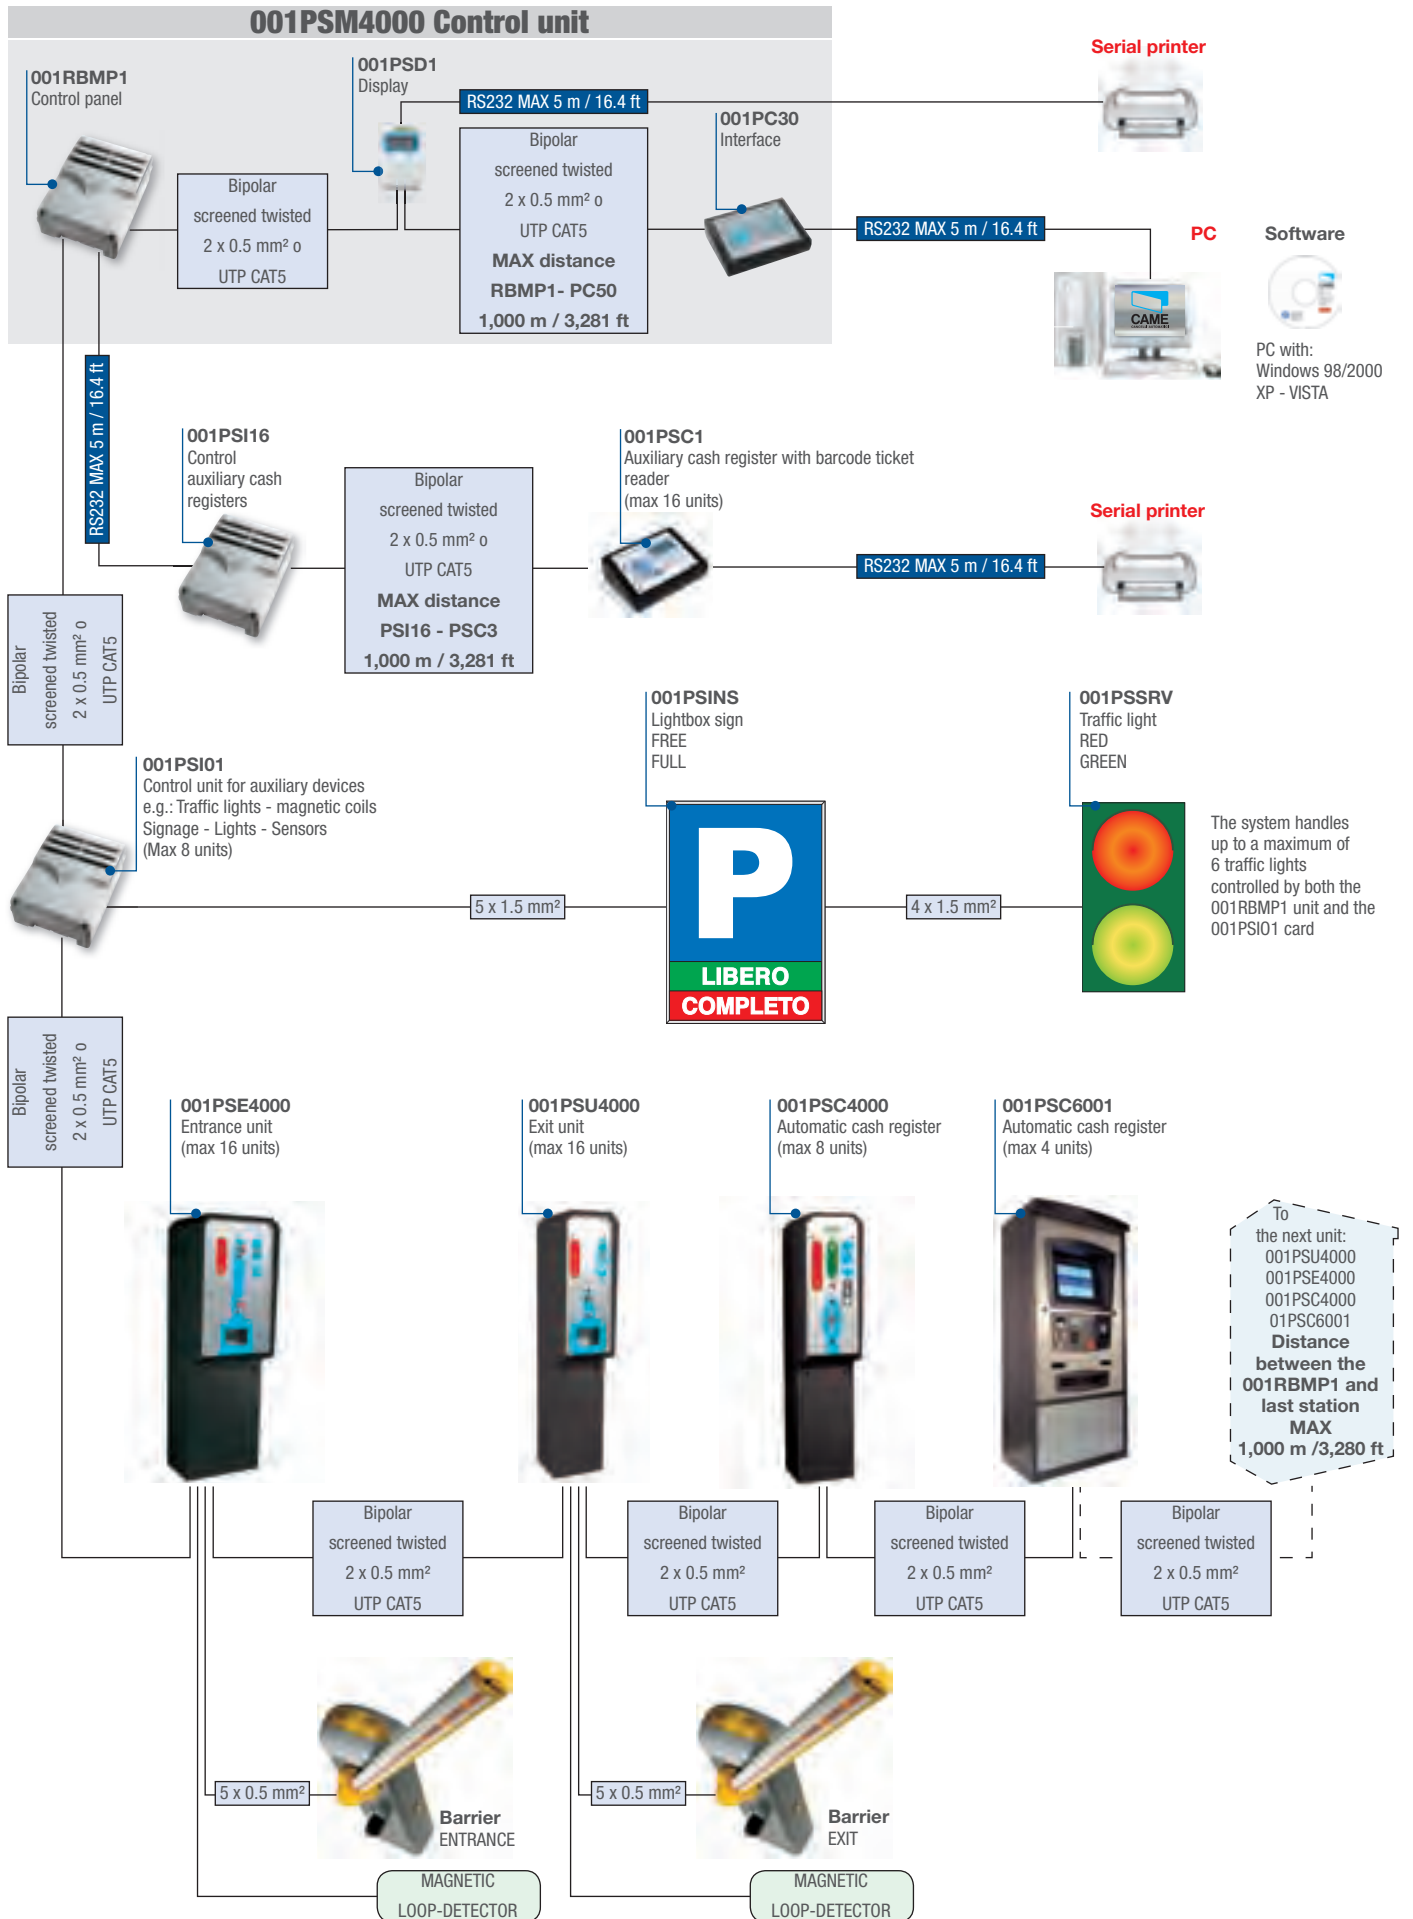 001PSM4000 Control unit
001RBMP1
Control panel
001PSD1
Display
RS232 MAX 5 m / 16.4 ft
Serial printer
Bipolar
screened twisted
2 x 0.5 mm² o
UTP CAT5
Bipolar
screened twisted
2 x 0.5 mm² o
UTP CAT5
MAX distance
RBMP1- PC50
1,000 m / 3,281 ft
001PC30
Interface
RS232 MAX 5 m / 16.4 ft
PC
CAME
Software
PC with:
Windows 98/2000
XP - VISTA
RS232 MAX 5 m / 16.4 ft
001PSI16
Control
auxiliary cash
registers
Bipolar
screened twisted
2 x 0.5 mm² o
UTP CAT5
MAX distance
PSI16 - PSC3
1,000 m / 3,281 ft
001PSC1
Auxiliary cash register with barcode ticket
reader
(max 16 units)
RS232 MAX 5 m / 16.4 ft
Serial printer
Bipolar
screened twisted
2 x 0.5 mm² o
UTP CAT5
001PSI01
Control unit for auxiliary devices
e.g.: Traffic lights - magnetic coils
Signage - Lights - Sensors
(Max 8 units)
5 x 1.5 mm²
001PSINS
Lightbox sign
FREE
FULL
P
LIBERO
COMPLETO
4 x 1.5 mm²
001PSSRV
Traffic light
RED
GREEN
The system handles
up to a maximum of
6 traffic lights
controlled by both the
001RBMP1 unit and the
001PSI01 card
Bipolar
screened twisted
2 x 0.5 mm² o
UTP CAT5
001PSE4000
Entrance unit
(max 16 units)
001PSU4000
Exit unit
(max 16 units)
001PSC4000
Automatic cash register
(max 8 units)
001PSC6001
Automatic cash register
(max 4 units)
To
the next unit:
001PSU4000
001PSE4000
001PSC4000
01PSC6001
Distance
between the
001RBMP1 and
last station
MAX
1,000 m /3,280 ft
Bipolar
screened twisted
2 x 0.5 mm²
UTP CAT5
Bipolar
screened twisted
2 x 0.5 mm²
UTP CAT5
Bipolar
screened twisted
2 x 0.5 mm²
UTP CAT5
Bipolar
screened twisted
2 x 0.5 mm²
UTP CAT5
5 x 0.5 mm²
Barrier
ENTRANCE
5 x 0.5 mm²
Barrier
EXIT
MAGNETIC
LOOP-DETECTOR
MAGNETIC
LOOP-DETECTOR